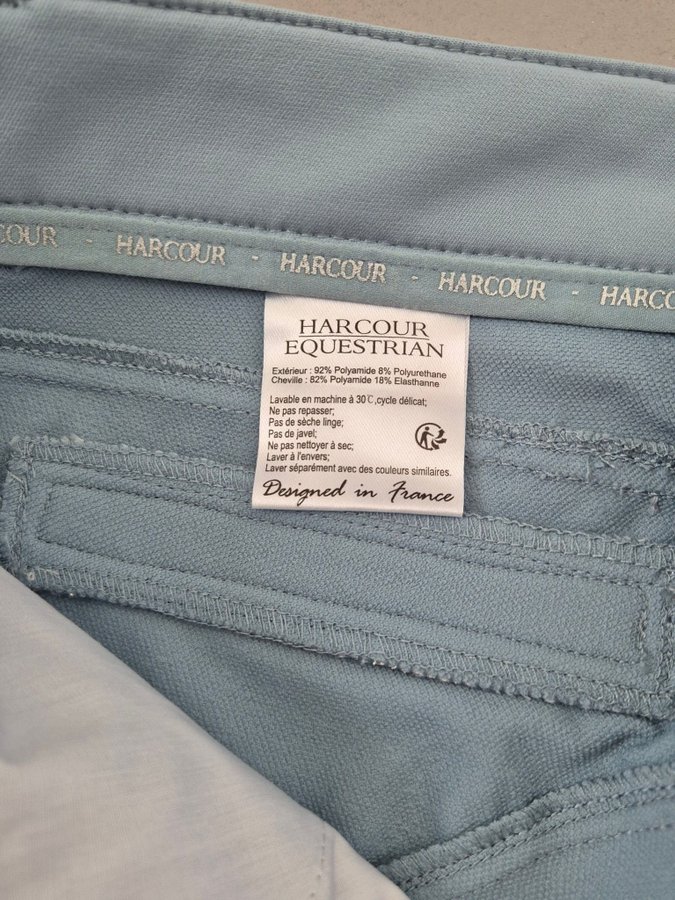 COUR - HARCOUR - HARCOUR - HARCOUR - HARCO
HARCOUR
EQUESTRIAN
Extérieur : 92% Polyamide 8% Polyurethane
Cheville : 82% Polyamide 18% Elasthanne
Lavable en machine à 30℃,cycle délicat;
Ne pas repasser;
Pas de sèche linge;
Pas de javel;
Ne pas nettoyer à sec;
Laver à l'envers;
Laver séparément avec des couleurs similaires.
Designed in France